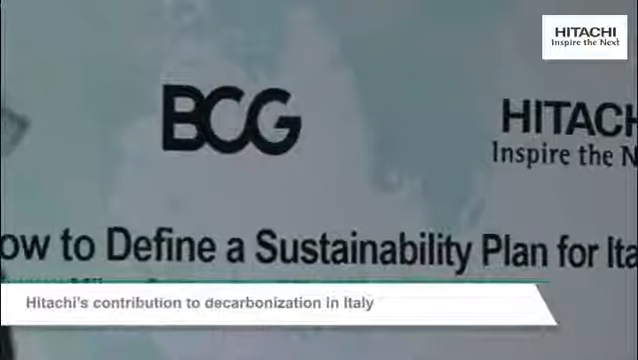 HITACHI
Inspire the Next
BCG
HITACH
Inspire the N
ow to Define a Sustainability Plan for Ita
Hitachi's contribution to decarbonization in Italy